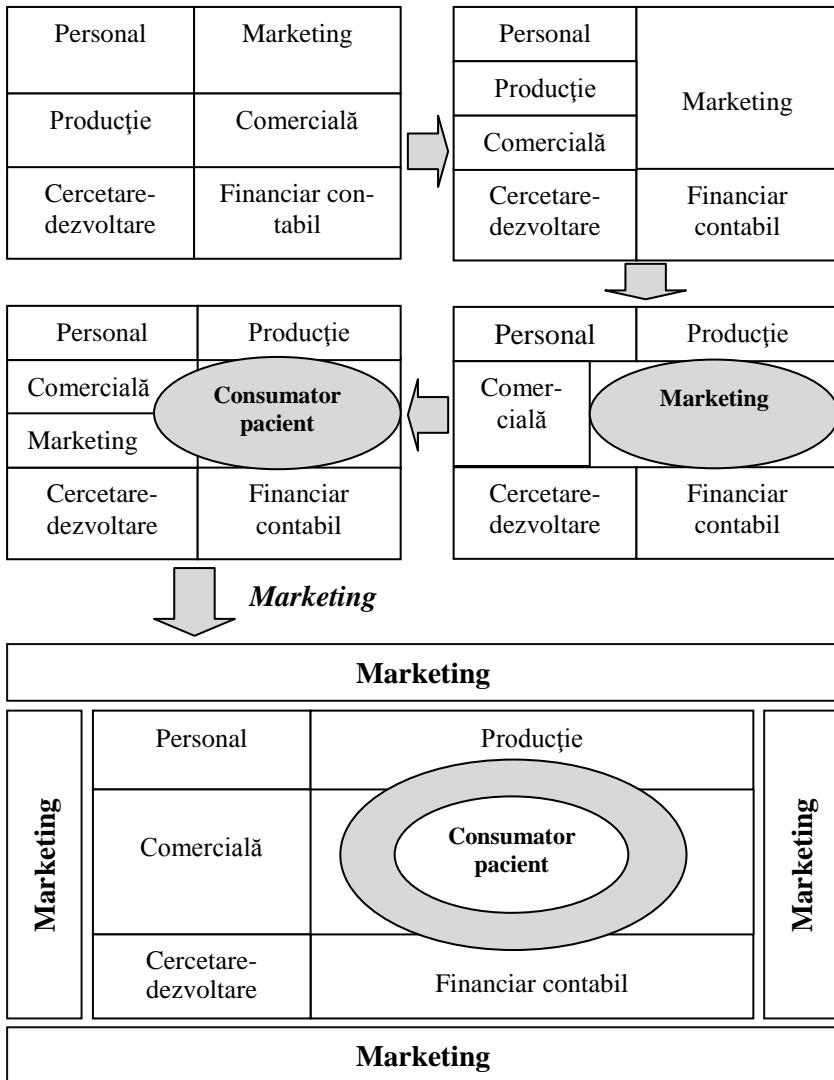 Personal
Marketing
Producţie
Comercială
Cercetare-
dezvoltare
Financiar con-
tabil
Personal
Producţie
Comercială
Marketing
Cercetare-
dezvoltare
Financiar
contabil
Personal
Producţie
Comer-
cială
Marketing
Cercetare-
dezvoltare
Financiar
contabil
Personal
Producţie
Comercială
Marketing
Consumator
pacient
Cercetare-
dezvoltare
Financiar
contabil
Marketing
Marketing
Marketing
Personal
Producţie
Comercială
Consumator
pacient
Cercetare-
dezvoltare
Financiar contabil
Marketing
Marketing